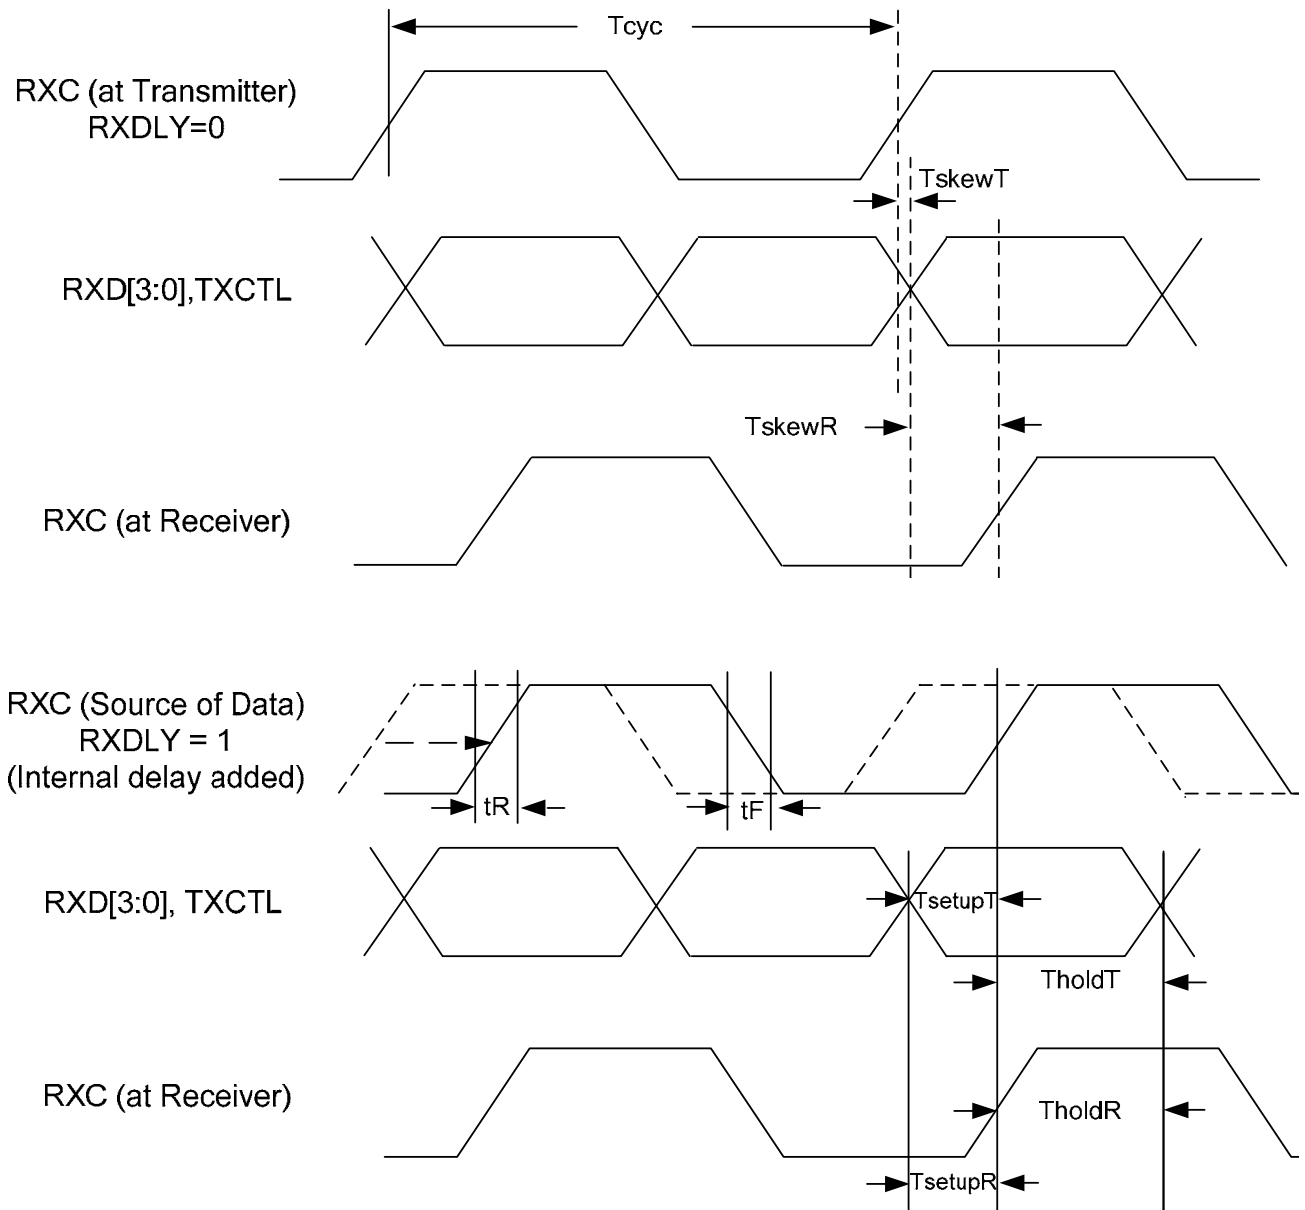 Tcyc
RXC (at Transmitter)
RXDLY=0
TskewT
RXD[3:0],TXCTL
TskewR
RXC (at Receiver)
RXC (Source of Data)
RXDLY = 1
(Internal delay added)
tR
tF
RXD[3:0], TXCTL
TsetupT
TholdT
RXC (at Receiver)
TholdR
TsetupR